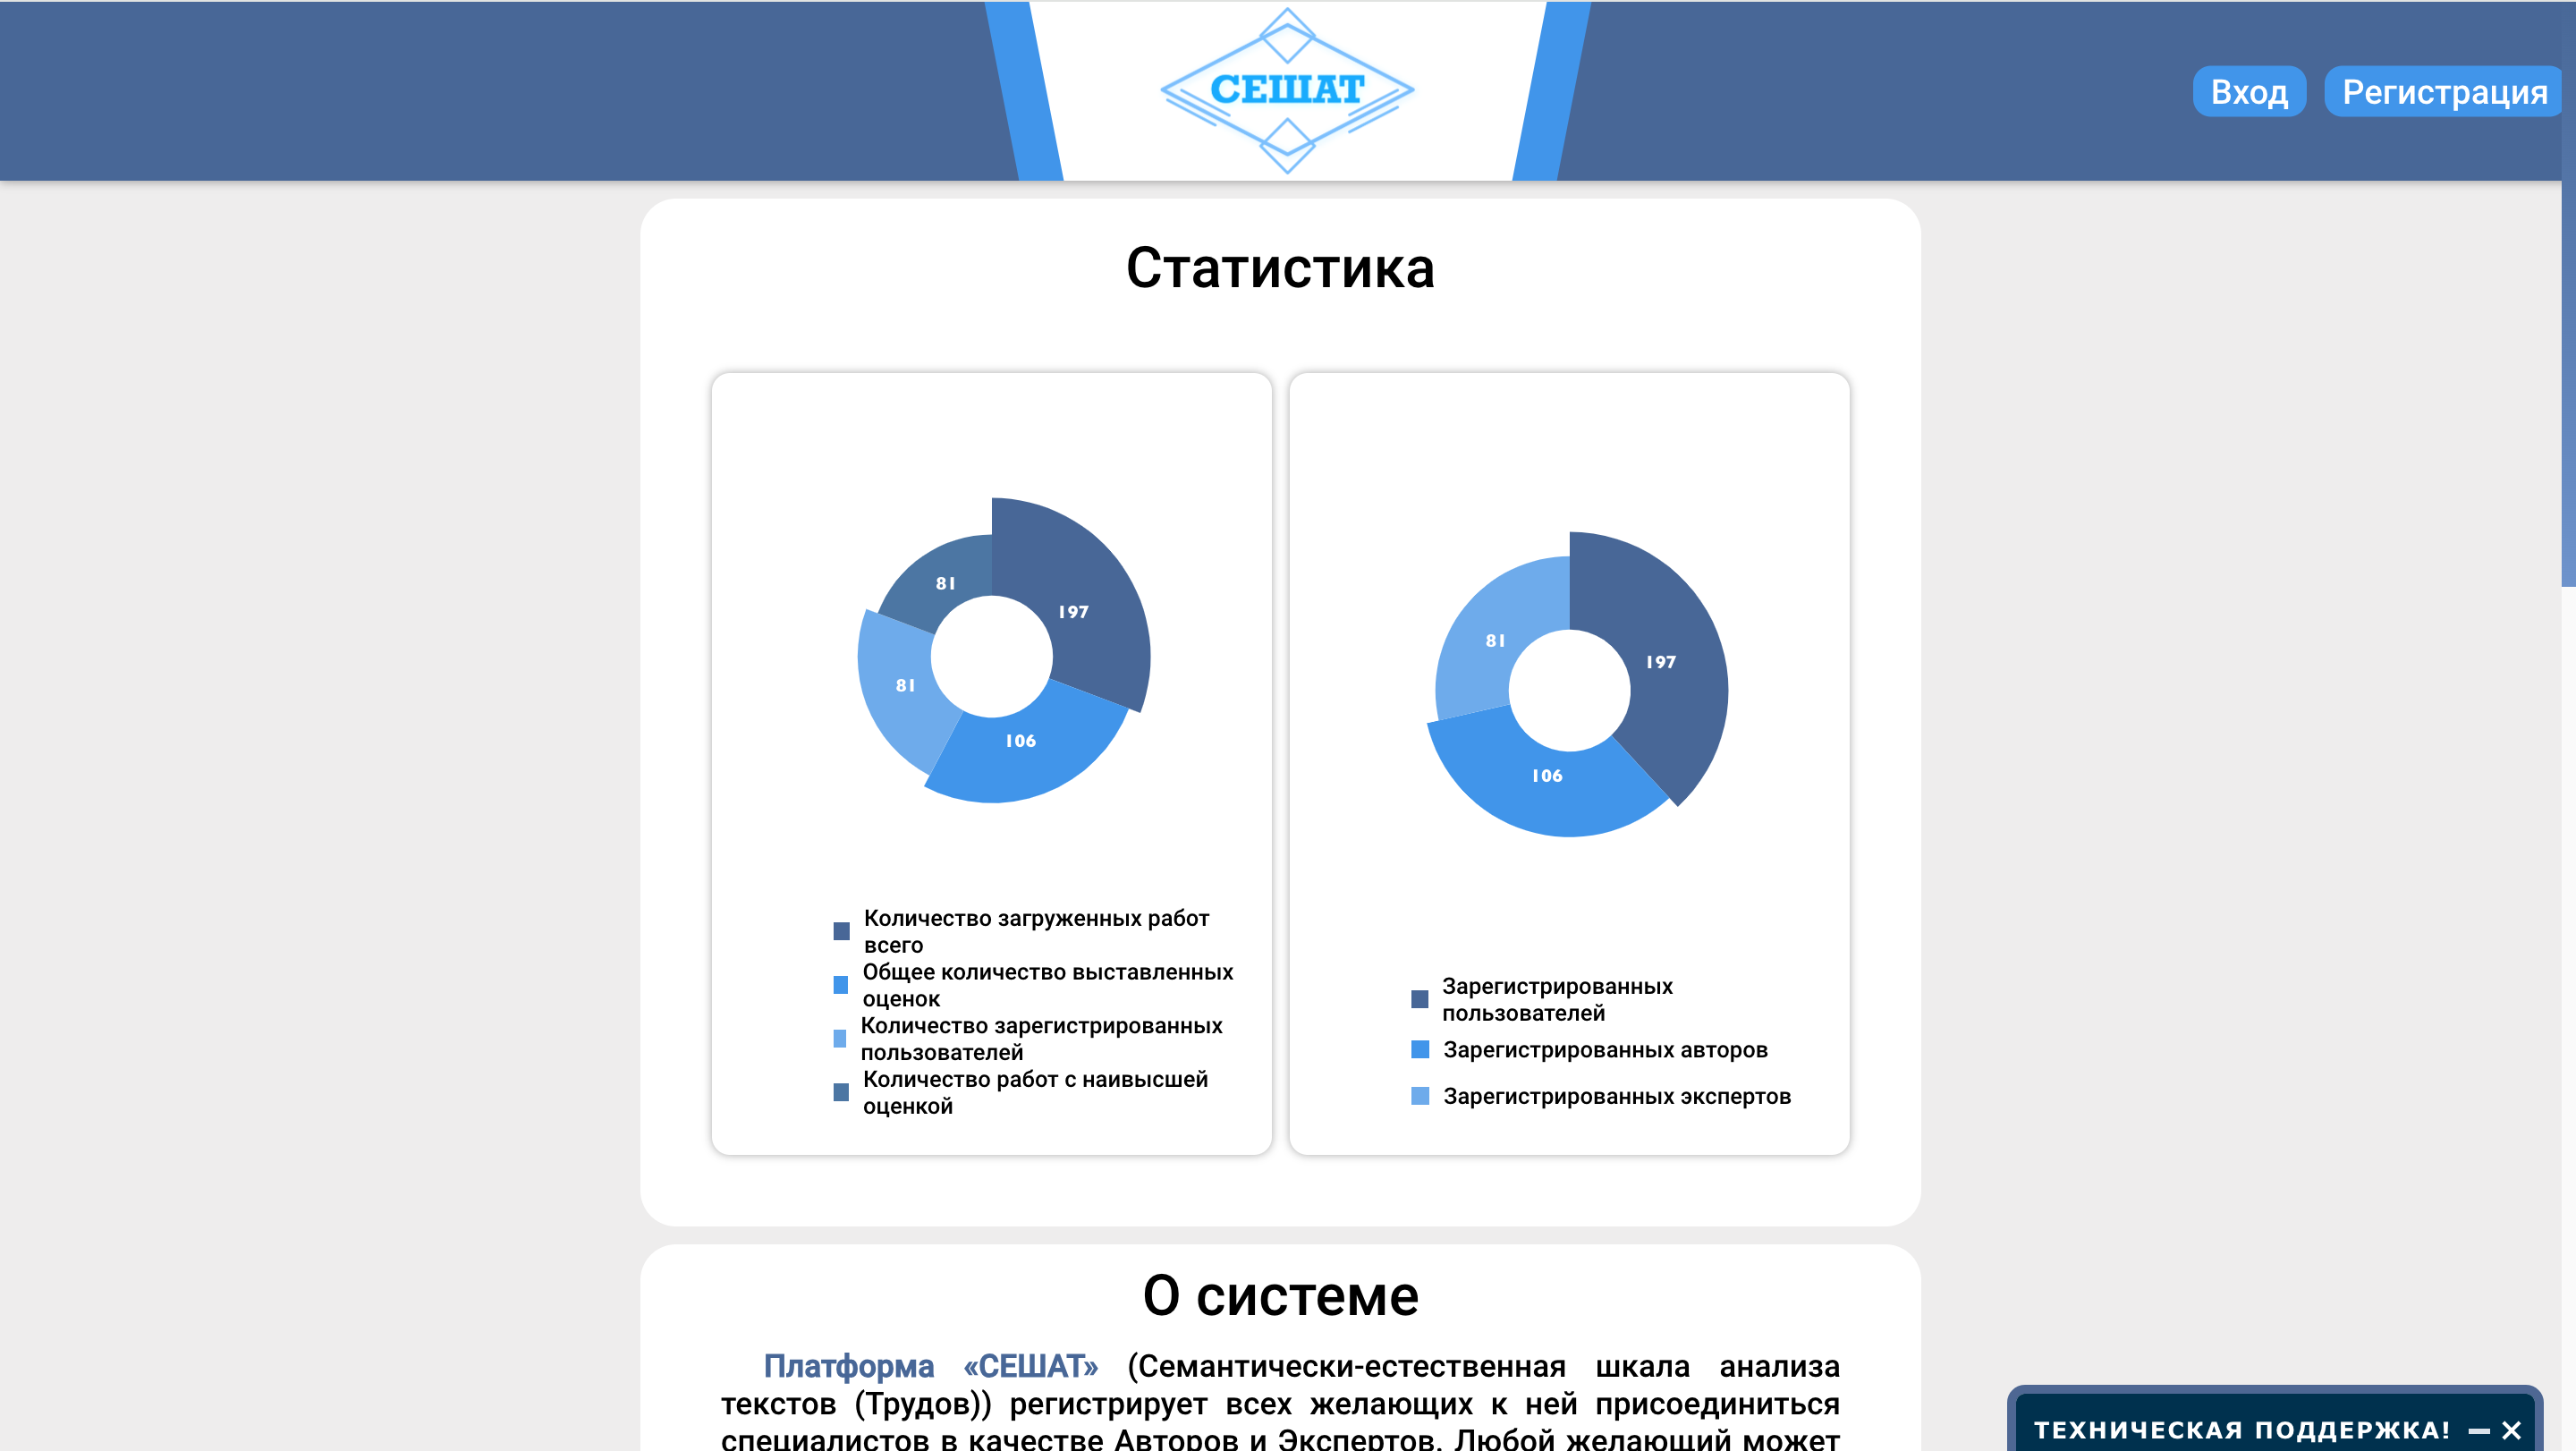 СЕШАТ
Вход
Регистрация
Статистика
81
197
81
106
Количество загруженных работ
всего
Общее количество выставленных
оценок
Количество зарегистрированных
пользователей
Количество работ с наивысшей
оценкой
81
197
106
Зарегистрированных
пользователей
Зарегистрированных авторов
Зарегистрированных экспертов
О системе
Платформа «СЕШАТ» (Семантически-естественная шкала анализа
текстов (Трудов)) регистрирует всех желающих к ней присоединиться
специалистов в качестве Авторов и Экспертов. Любой желающий может
ТЕХНИЧЕСКАЯ ПОДДЕРЖКА!